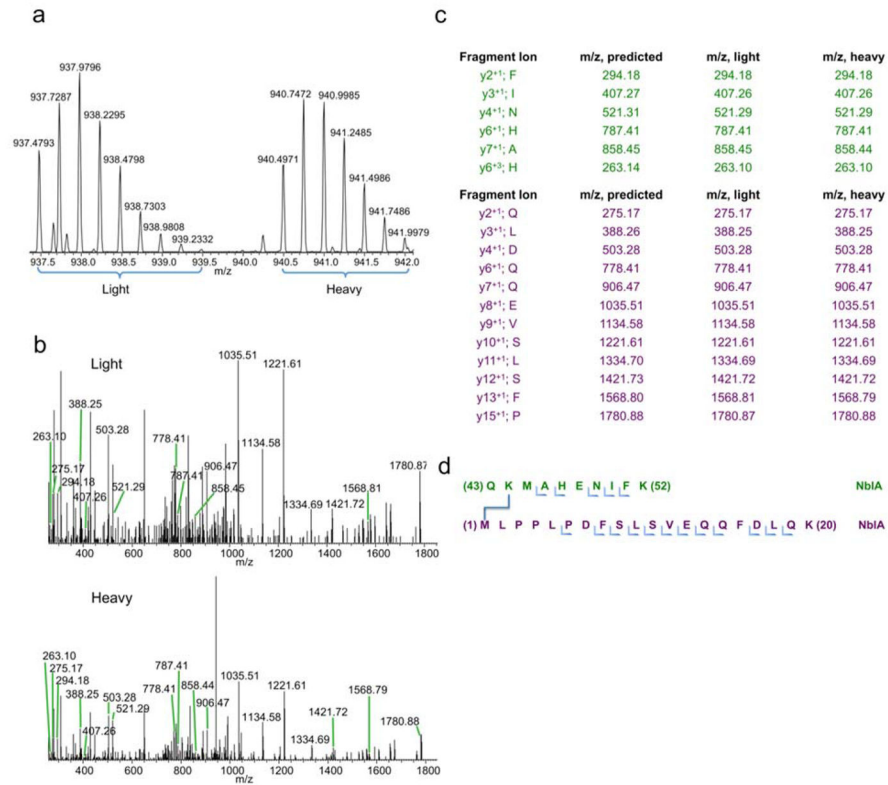 a
937.9796
937.7287
938.2295
937.4793
938.4798
938.7303
938.9808
939.2332
940.7472
940.9985
941.2485
940.4971
941.4986
941.7486
941.9979
937.5 938.0 938.5 939.0 939.5 940.0 940.5 941.0 941.5 942.0
m/z
Light Heavy
b
Light
1035.51
1221.61
388.25
263.10
503.28
778.41
1134.58
275.17
294.18
407.26
521.29
787.41
906.47
858.45
1334.69
1421.72
1568.81
1780.87
400 600 800 1000 1200 1400 1600 1800
m/z
Heavy
263.10
275.17
294.18
388.25
407.26
503.28
521.29
778.41
787.41
858.44
906.47
1035.51
1134.58
1221.61
1334.69
1421.72
1568.79
1780.88
400 600 800 1000 1200 1400 1600 1800
m/z
c
Fragment Ion m/z, predicted m/z, light m/z, heavy
y2+1; F 294.18 294.18 294.18
y3+1; I 407.27 407.26 407.26
y4+1; N 521.31 521.29 521.29
y6+1; H 787.41 787.41 787.41
y7+1; A 858.45 858.45 858.44
y6+3; H 263.14 263.10 263.10
Fragment Ion m/z, predicted m/z, light m/z, heavy
y2+1; Q 275.17 275.17 275.17
y3+1; L 388.26 388.25 388.25
y4+1; D 503.28 503.28 503.28
y6+1; Q 778.41 778.41 778.41
y7+1; Q 906.47 906.47 906.47
y8+1; E 1035.51 1035.51 1035.51
y9+1; V 1134.58 1134.58 1134.58
y10+1; S 1221.61 1221.61 1221.61
y11+1; L 1334.70 1334.69 1334.69
y12+1; S 1421.73 1421.72 1421.72
y13+1; F 1568.80 1568.81 1568.79
y15+1; P 1780.88 1780.87 1780.88
d
(43) Q K M A H E N I F K (52) NblA
(1) M L P P L P D F S L S V E Q Q F D L Q K (20) NblA